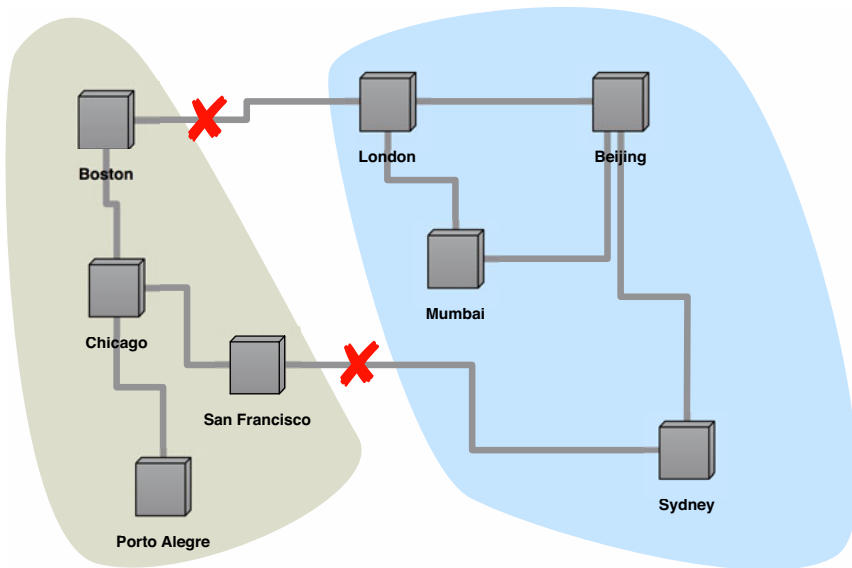 London
Beijing
Boston
Mumbai
Chicago
San Francisco
Sydney
Porto Alegre